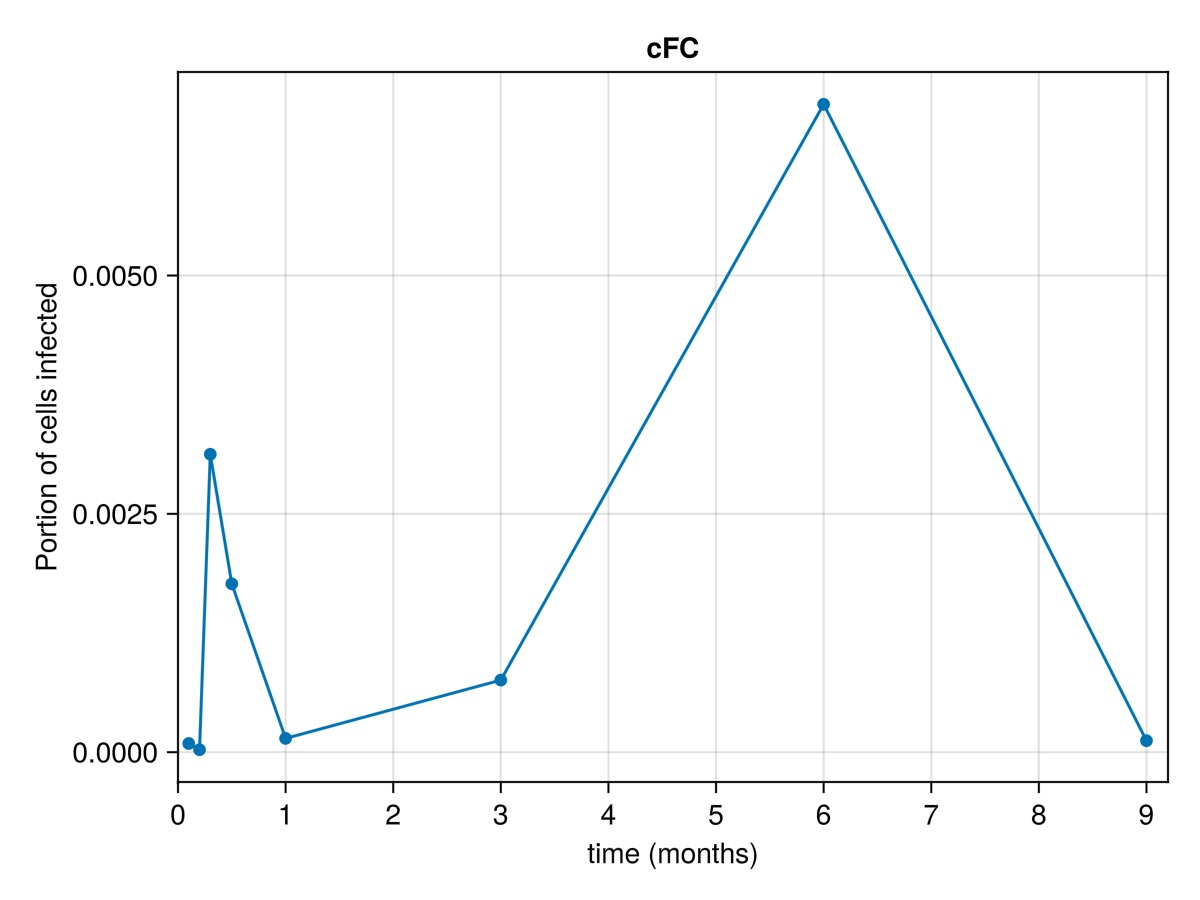 cFC
Portion of cells infected
0.0050
0.0025
0.0000
0 1 2 3 4 5 6 7 8 9
time (months)